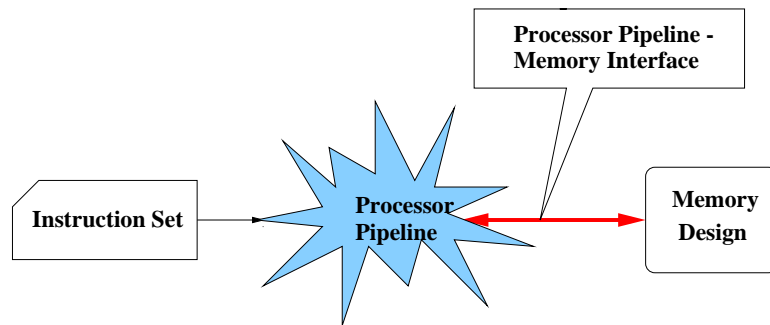 Processor Pipeline -
Memory Interface
Instruction Set
Processor
Pipeline
Memory
Design